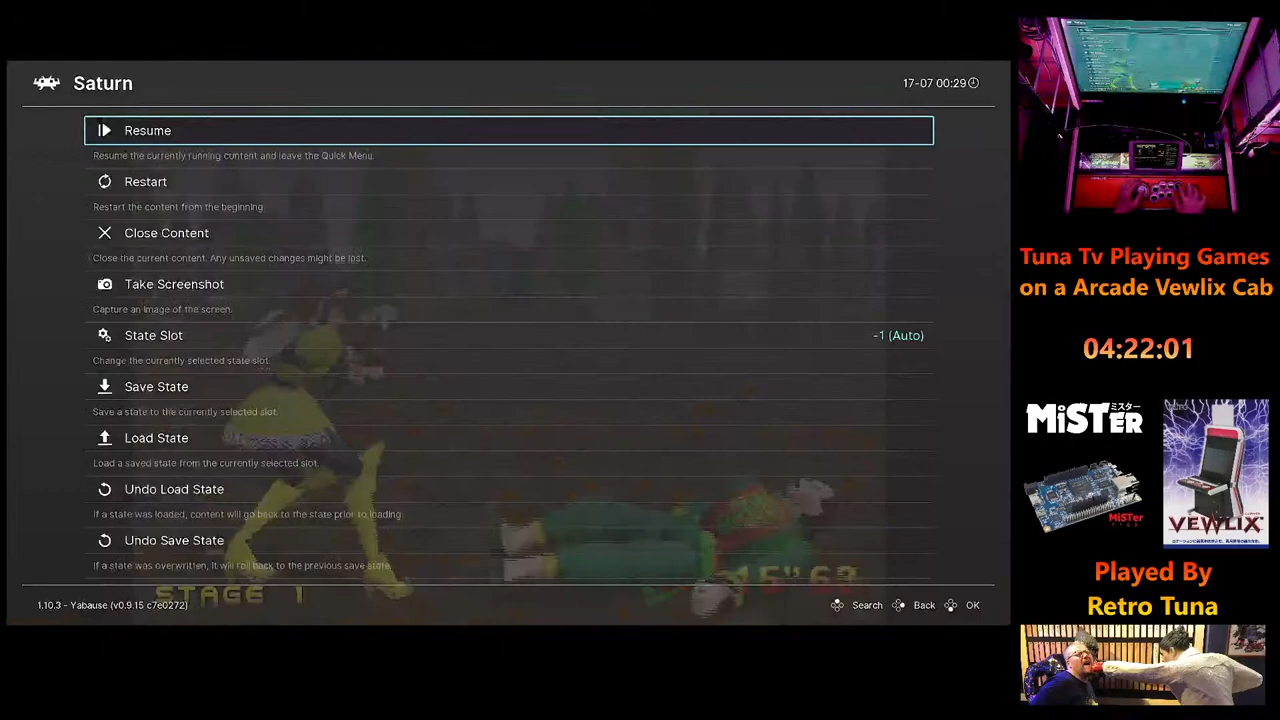 Saturn
17-07 00:29
Resume
Resume the currently running content and leave the Quick Menu.
Restart
Restart the content from the beginning.
Close Content
Close the current content. Any unsaved changes might be lost.
Take Screenshot
Capture an image of the screen.
State Slot
-1 (Auto)
Change the currently selected state slot.
Save State
Save a state to the currently selected slot.
Load State
Load a saved state from the currently selected slot.
Undo Load State
If a state was loaded, content will go back to the state prior to loading.
Undo Save State
If a state was overwritten, it will roll back to the previous save state.
STAGE 1
15"63
1.10.3 - Yabause (v0.9.15 c7e0272)
Search
Back
OK
Tuna Tv Playing Games
on a Arcade Vewlix Cab
04:22:01
MiSTer
ミスター
MiSTer
VEWLIX
Played By
Retro Tuna